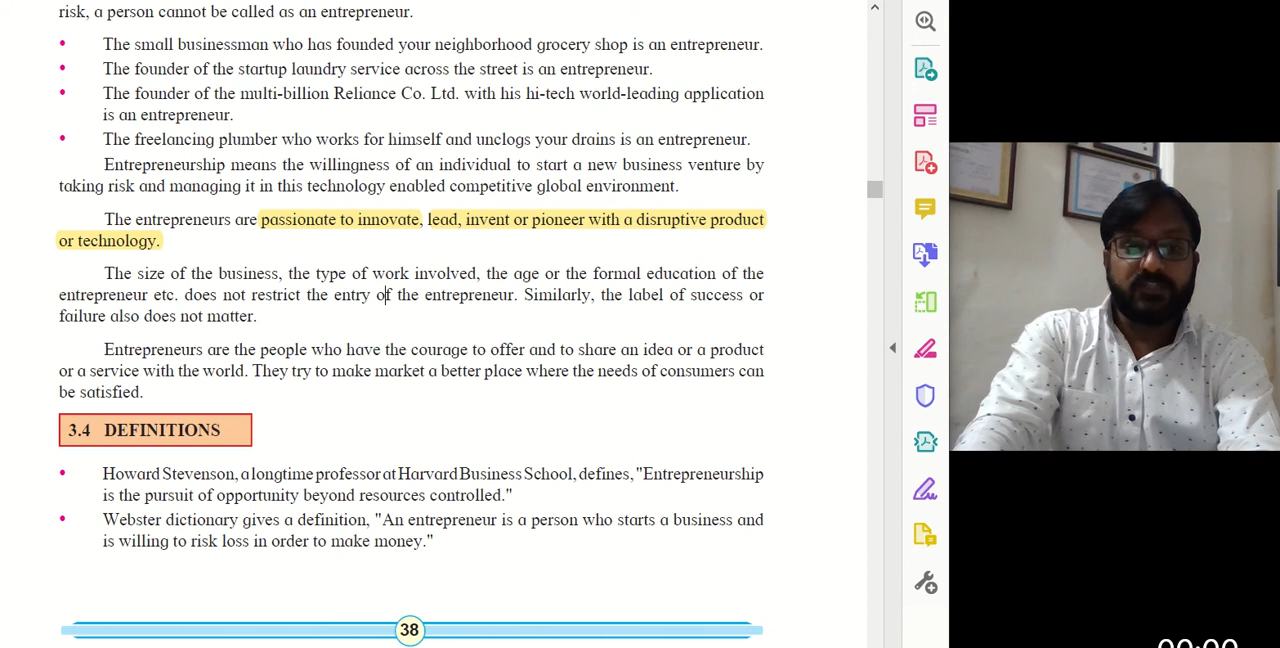 risk, a person cannot be called as an entrepreneur.
• The small businessman who has founded your neighborhood grocery shop is an entrepreneur.
• The founder of the startup laundry service across the street is an entrepreneur.
• The founder of the multi-billion Reliance Co. Ltd. with his hi-tech world-leading application
is an entrepreneur.
• The freelancing plumber who works for himself and unclogs your drains is an entrepreneur.
Entrepreneurship means the willingness of an individual to start a new business venture by
taking risk and managing it in this technology enabled competitive global environment.
The entrepreneurs are passionate to innovate, lead, invent or pioneer with a disruptive product
or technology.
The size of the business, the type of work involved, the age or the formal education of the
entrepreneur etc. does not restrict the entry of the entrepreneur. Similarly, the label of success or
failure also does not matter.
Entrepreneurs are the people who have the courage to offer and to share an idea or a product
or a service with the world. They try to make market a better place where the needs of consumers can
be satisfied.
3.4 DEFINITIONS
• Howard Stevenson, a longtime professor at Harvard Business School, defines, "Entrepreneurship
is the pursuit of opportunity beyond resources controlled."
• Webster dictionary gives a definition, "An entrepreneur is a person who starts a business and
is willing to risk loss in order to make money."
38
00:00